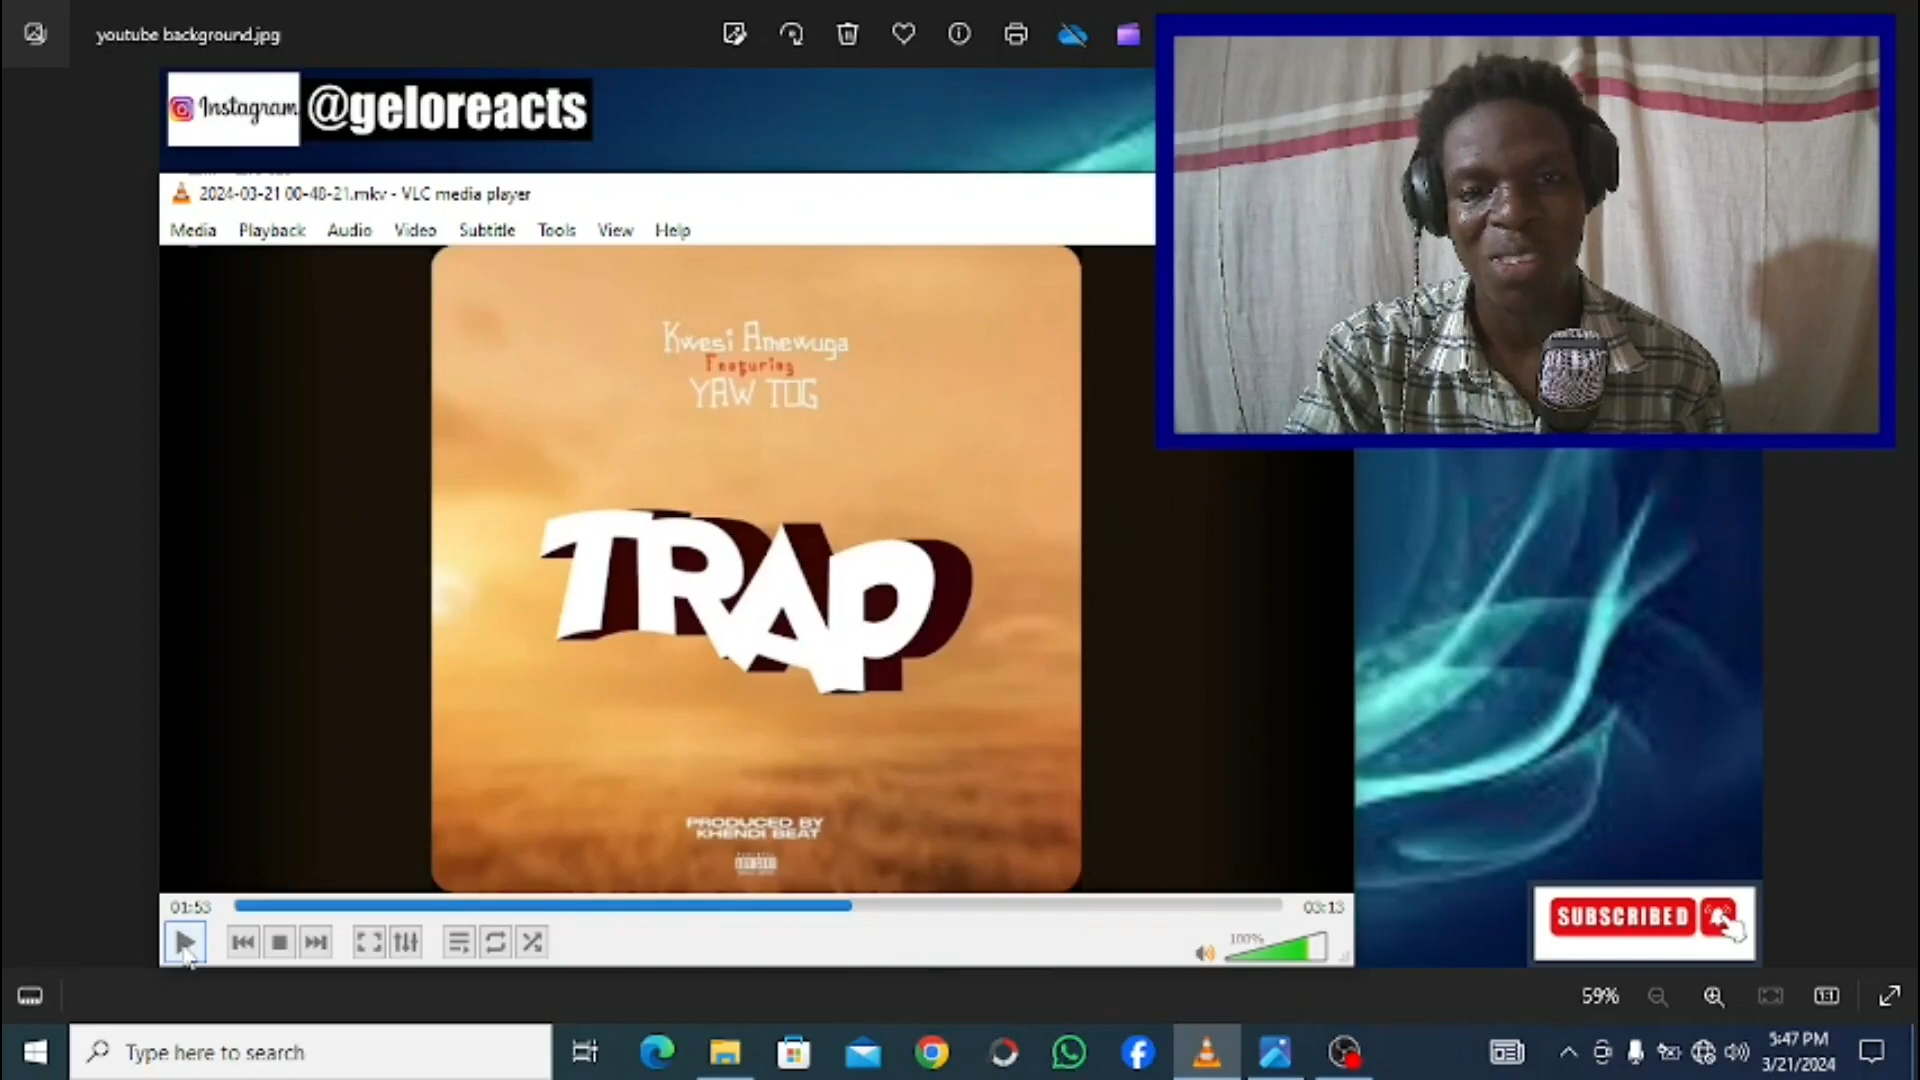 youtube background.jpg
Instagram
@geloreacts
2024-03-21 00-48-21.mkv - VLC media player
Media Playback Audio Video Subtitle Tools View Help
Kwesi Amewuga
Featuring
YAW TOG
TRAP
PRODUCED BY
KHENDI BEAT
01:53
03:13
100%
SUBSCRIBED
59%
Type here to search
5:47 PM
3/21/2024